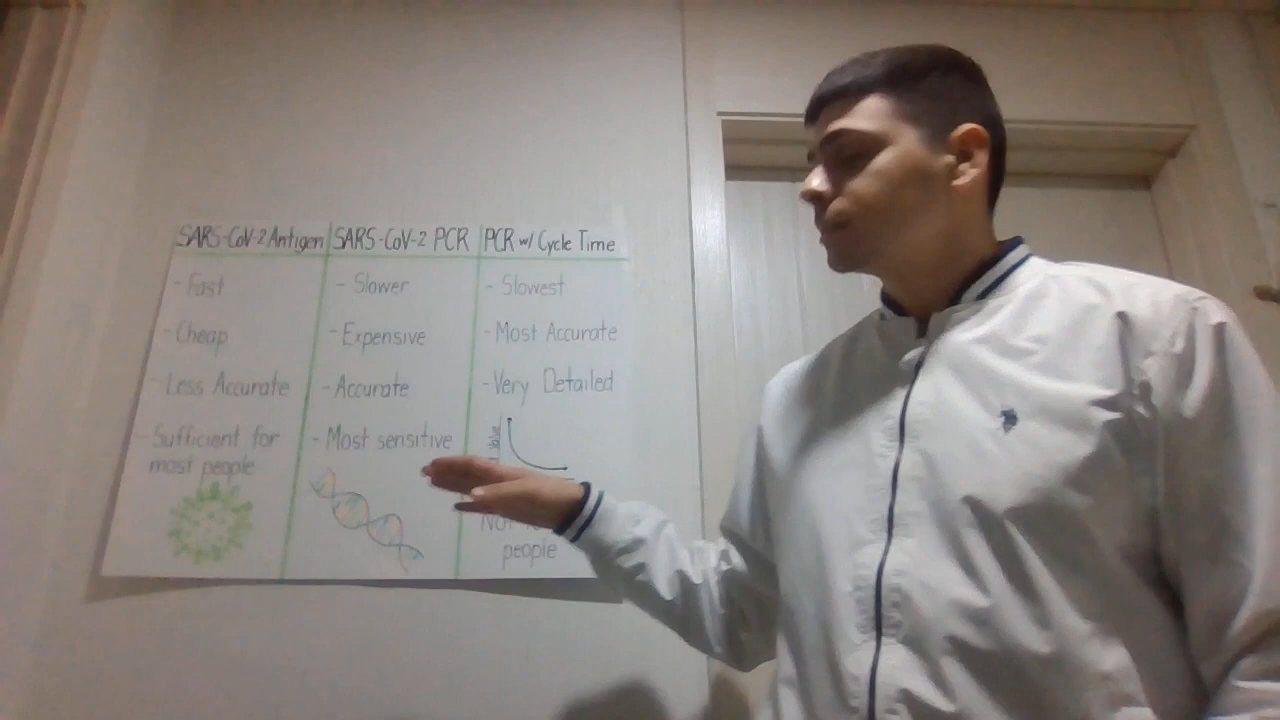 SARS-CoV-2 Antigen
- Fast
- Cheap
- Less Accurate
- Sufficient for
most people
SARS-CoV-2 PCR
- Slower
- Expensive
- Accurate
- Most sensitive
PCR w/ Cycle Time
- Slowest
- Most Accurate
- Very Detailed
people